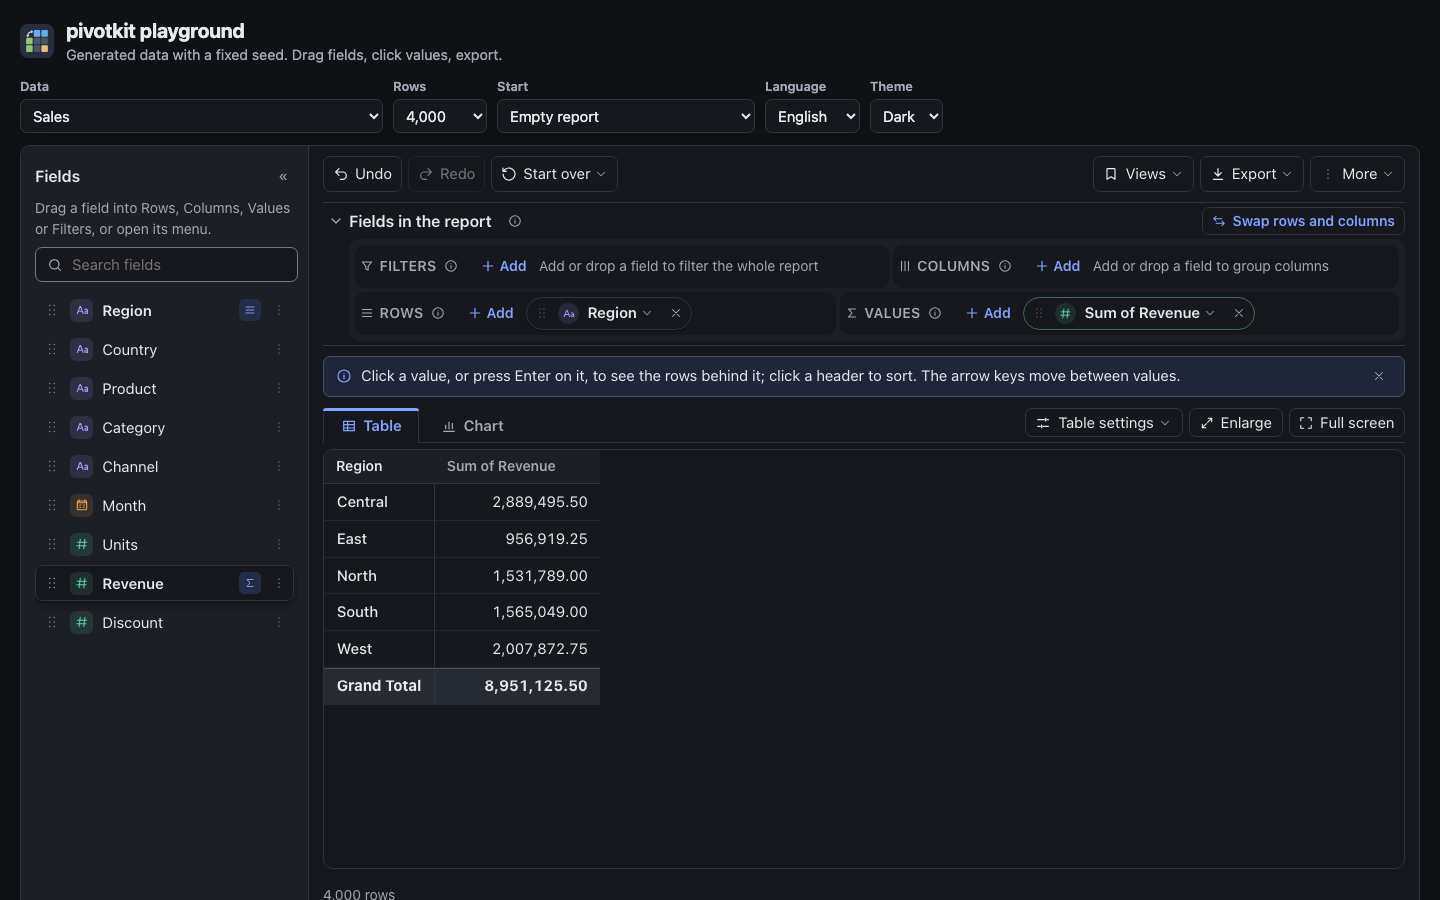 pivotkit playground
Generated data with a fixed seed. Drag fields, click values, export.
Data
Rows
Start
Language
Theme
Sales
4,000
Empty report
English
Dark
Fields
«
Drag a field into Rows, Columns, Values
or Filters, or open its menu.
Search fields
Aa Region
Aa Country
Aa Product
Aa Category
Aa Channel
Month
# Units
# Revenue Σ
# Discount
Undo
Redo
Start over
Views
Export
More
Fields in the report
Swap rows and columns
FILTERS + Add Add or drop a field to filter the whole report
COLUMNS + Add Add or drop a field to group columns
ROWS + Add Aa Region
Σ VALUES + Add # Sum of Revenue
Click a value, or press Enter on it, to see the rows behind it; click a header to sort. The arrow keys move between values.
Table
Chart
Table settings
Enlarge
Full screen
Region Sum of Revenue
Central 2,889,495.50
East 956,919.25
North 1,531,789.00
South 1,565,049.00
West 2,007,872.75
Grand Total 8,951,125.50
4,000 rows